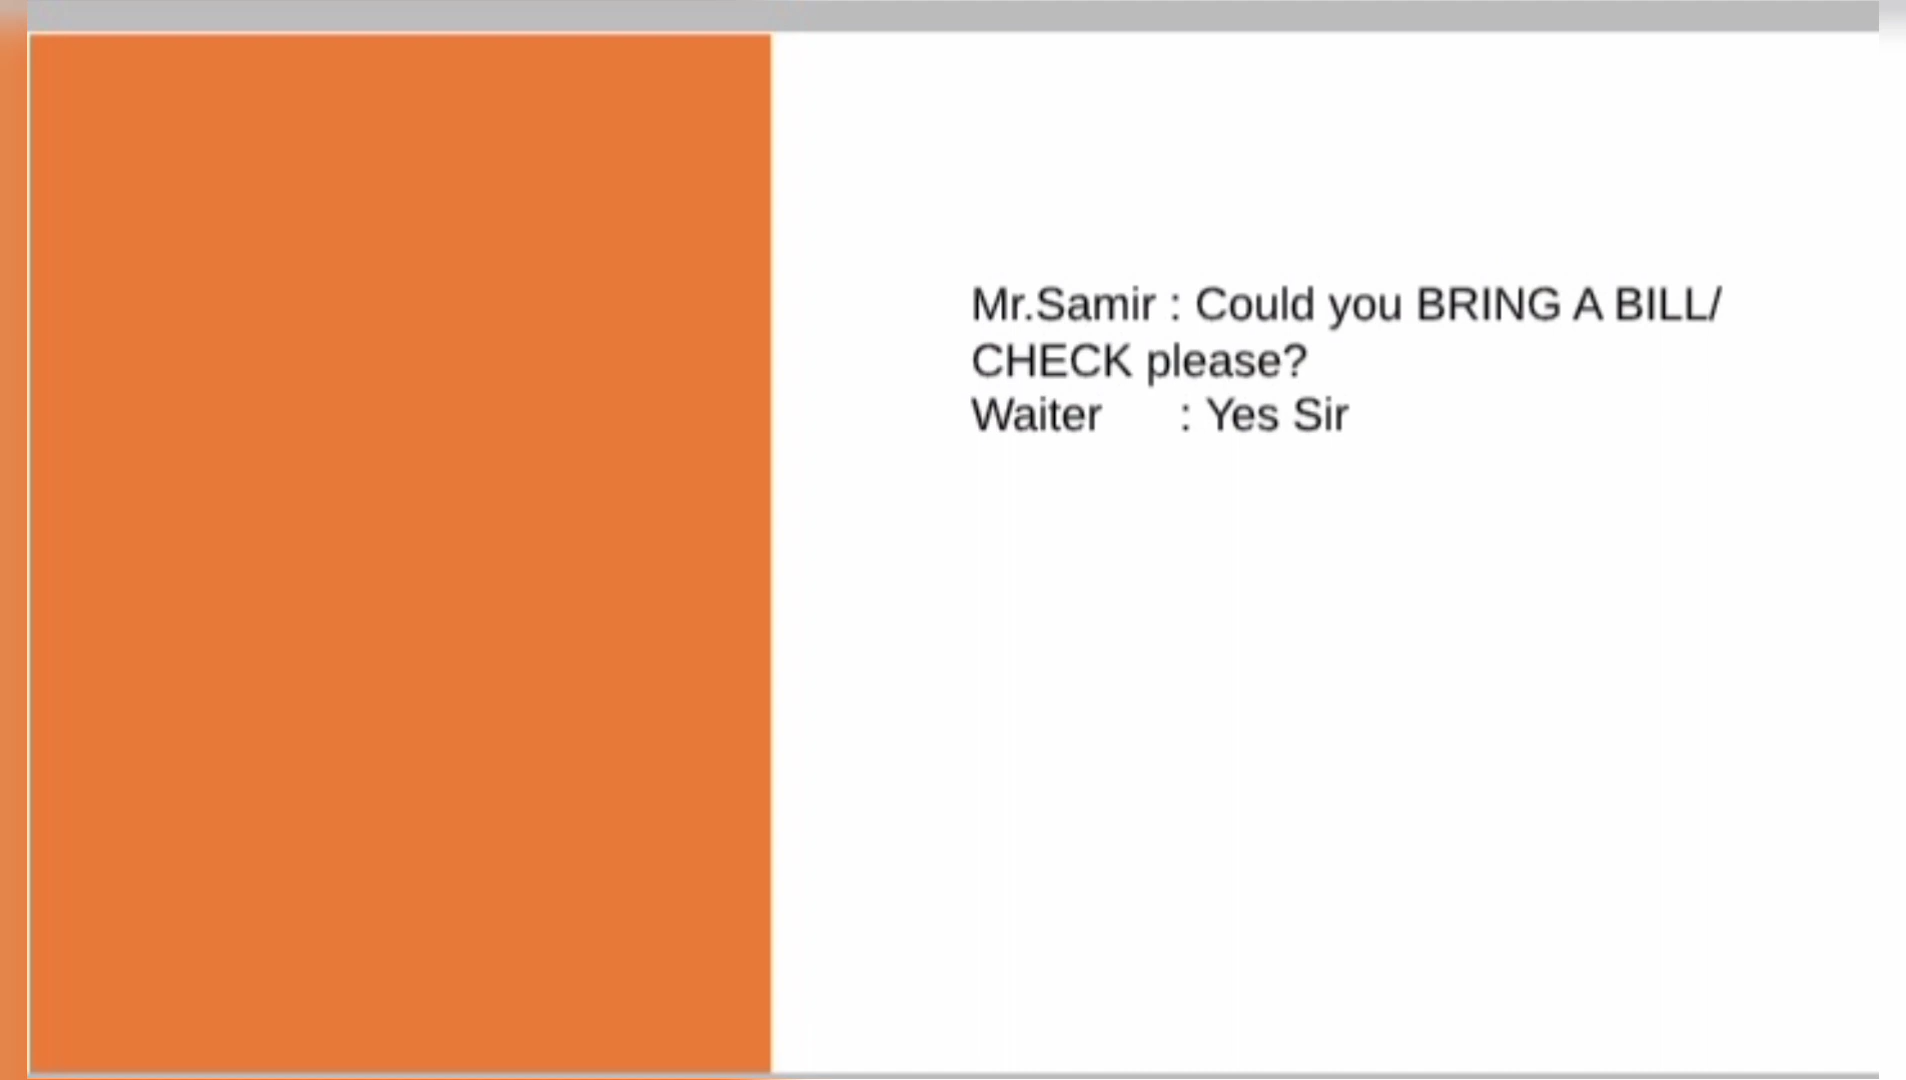 Mr.Samir : Could you BRING A BILL/
CHECK please?
Waiter : Yes Sir